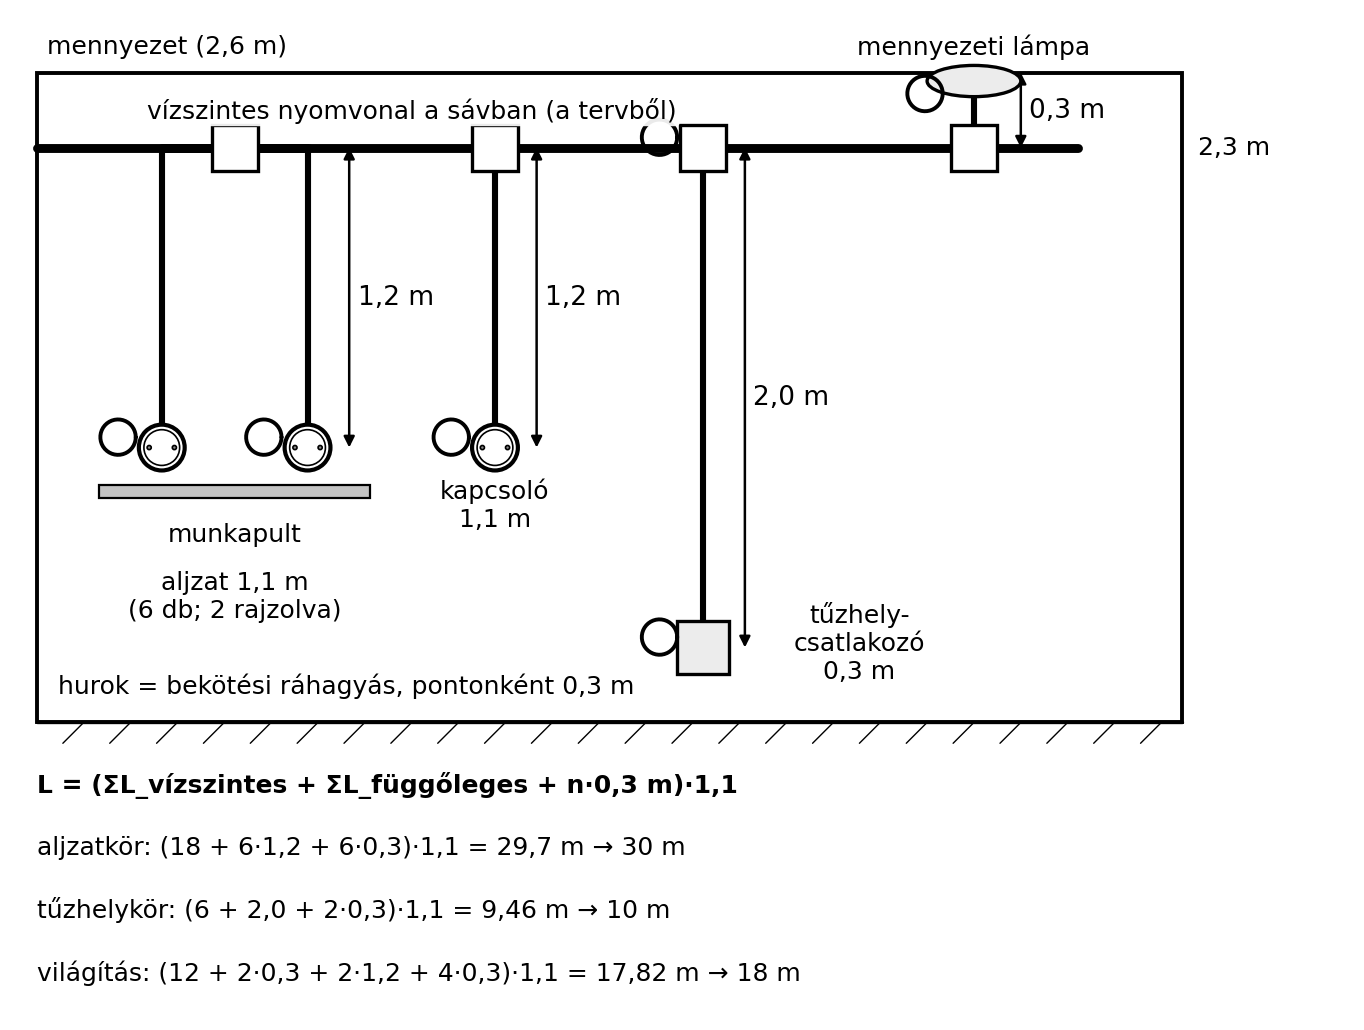 mennyezet (2,6 m)
mennyezeti lámpa
vízszintes nyomvonal a sávban (a tervből)
0,3 m
2,3 m
1,2 m
1,2 m
2,0 m
kapcsoló
1,1 m
munkapult
aljzat 1,1 m
(6 db; 2 rajzolva)
tűzhely-
csatlakozó
0,3 m
hurok = bekötési ráhagyás, pontonként 0,3 m
L = (ΣL_vízszintes + ΣL_függőleges + n·0,3 m)·1,1
aljzatkör: (18 + 6·1,2 + 6·0,3)·1,1 = 29,7 m → 30 m
tűzhelykör: (6 + 2,0 + 2·0,3)·1,1 = 9,46 m → 10 m
világítás: (12 + 2·0,3 + 2·1,2 + 4·0,3)·1,1 = 17,82 m → 18 m